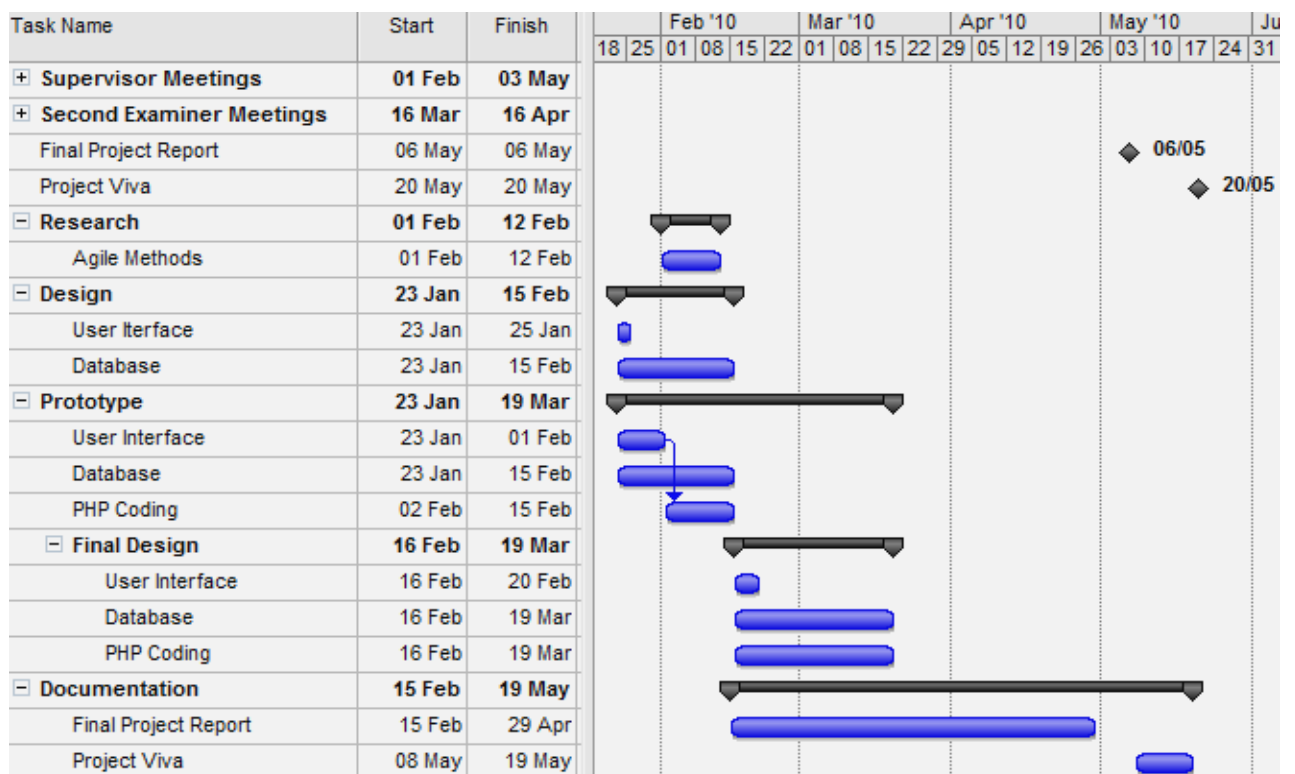 Task Name Start Finish Feb '10 Mar '10 Apr '10 May '10 Ju
18 25 01 08 15 22 01 08 15 22 29 05 12 19 26 03 10 17 24 31
Supervisor Meetings 01 Feb 03 May
Second Examiner Meetings 16 Mar 16 Apr
Final Project Report 06 May 06 May 06/05
Project Viva 20 May 20 May 20/05
Research 01 Feb 12 Feb
Agile Methods 01 Feb 12 Feb
Design 23 Jan 15 Feb
User Iterface 23 Jan 25 Jan
Database 23 Jan 15 Feb
Prototype 23 Jan 19 Mar
User Interface 23 Jan 01 Feb
Database 23 Jan 15 Feb
PHP Coding 02 Feb 15 Feb
Final Design 16 Feb 19 Mar
User Interface 16 Feb 20 Feb
Database 16 Feb 19 Mar
PHP Coding 16 Feb 19 Mar
Documentation 15 Feb 19 May
Final Project Report 15 Feb 29 Apr
Project Viva 08 May 19 May